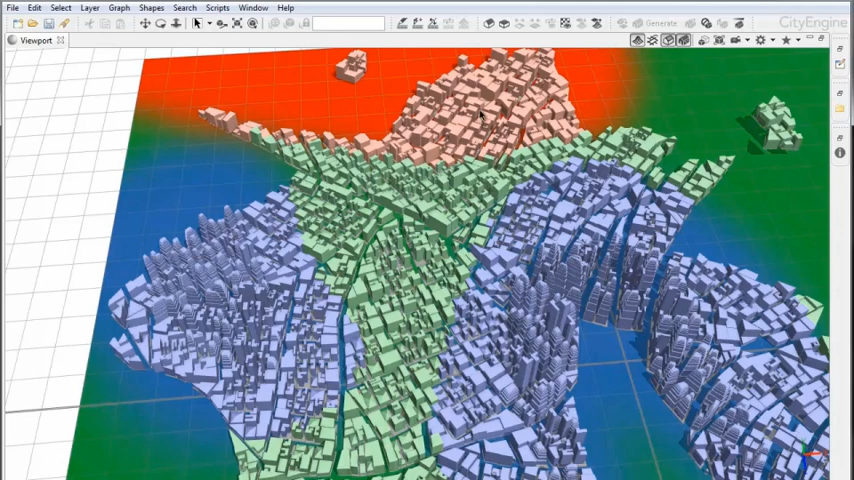 File Edit Select Layer Graph Shapes Search Scripts Window Help
Generate
CityEngine
Viewport